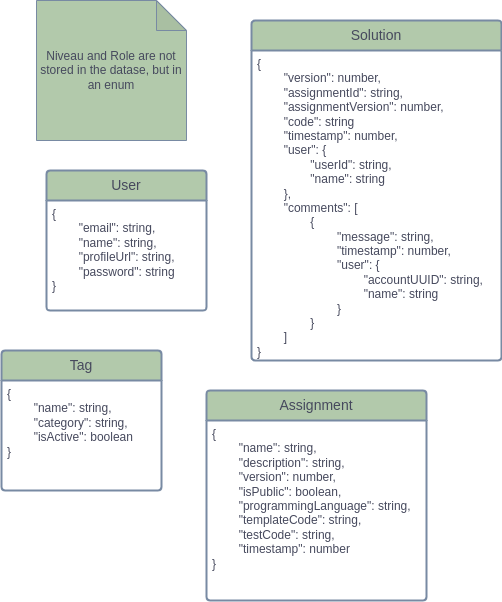 Niveau and Role are not
stored in the datase, but in
an enum
Solution
{
"version": number,
"assignmentId": string,
"assignmentVersion": number,
"code": string
"timestamp": number,
"user": {
"userId": string,
"name": string
},
"comments": [
{
"message": string,
"timestamp": number,
"user": {
"accountUUID": string,
"name": string
}
}
]
}
User
{
"email": string,
"name": string,
"profileUrl": string,
"password": string
}
Tag
{
"name": string,
"category": string,
"isActive": boolean
}
Assignment
{
"name": string,
"description": string,
"version": number,
"isPublic": boolean,
"programmingLanguage": string,
"templateCode": string,
"testCode": string,
"timestamp": number
}